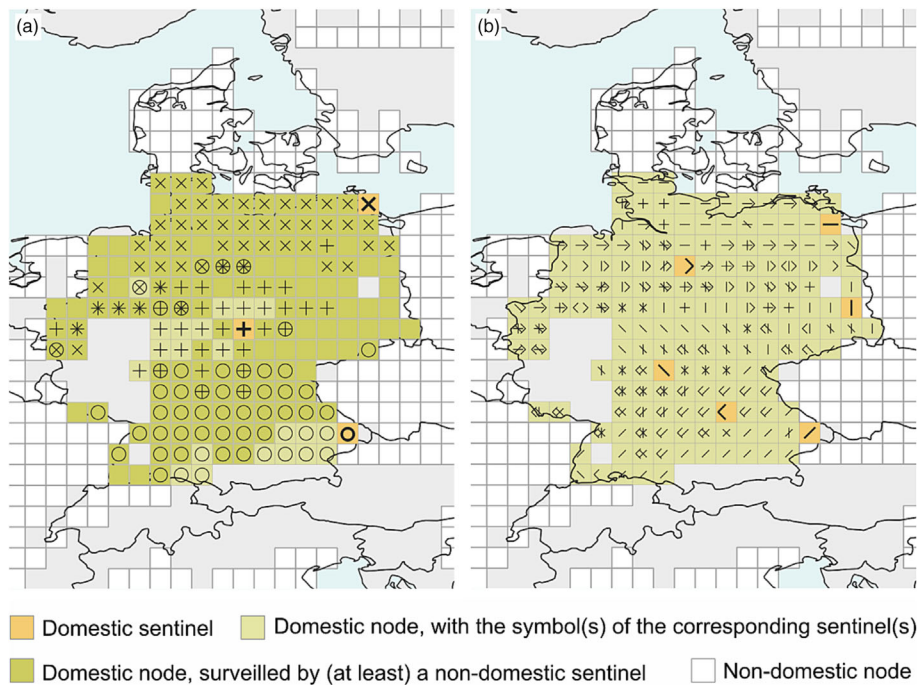 (a)
(b)
Domestic sentinel
Domestic node, with the symbol(s) of the corresponding sentinel(s)
Domestic node, surveilled by (at least) a non-domestic sentinel
Non-domestic node